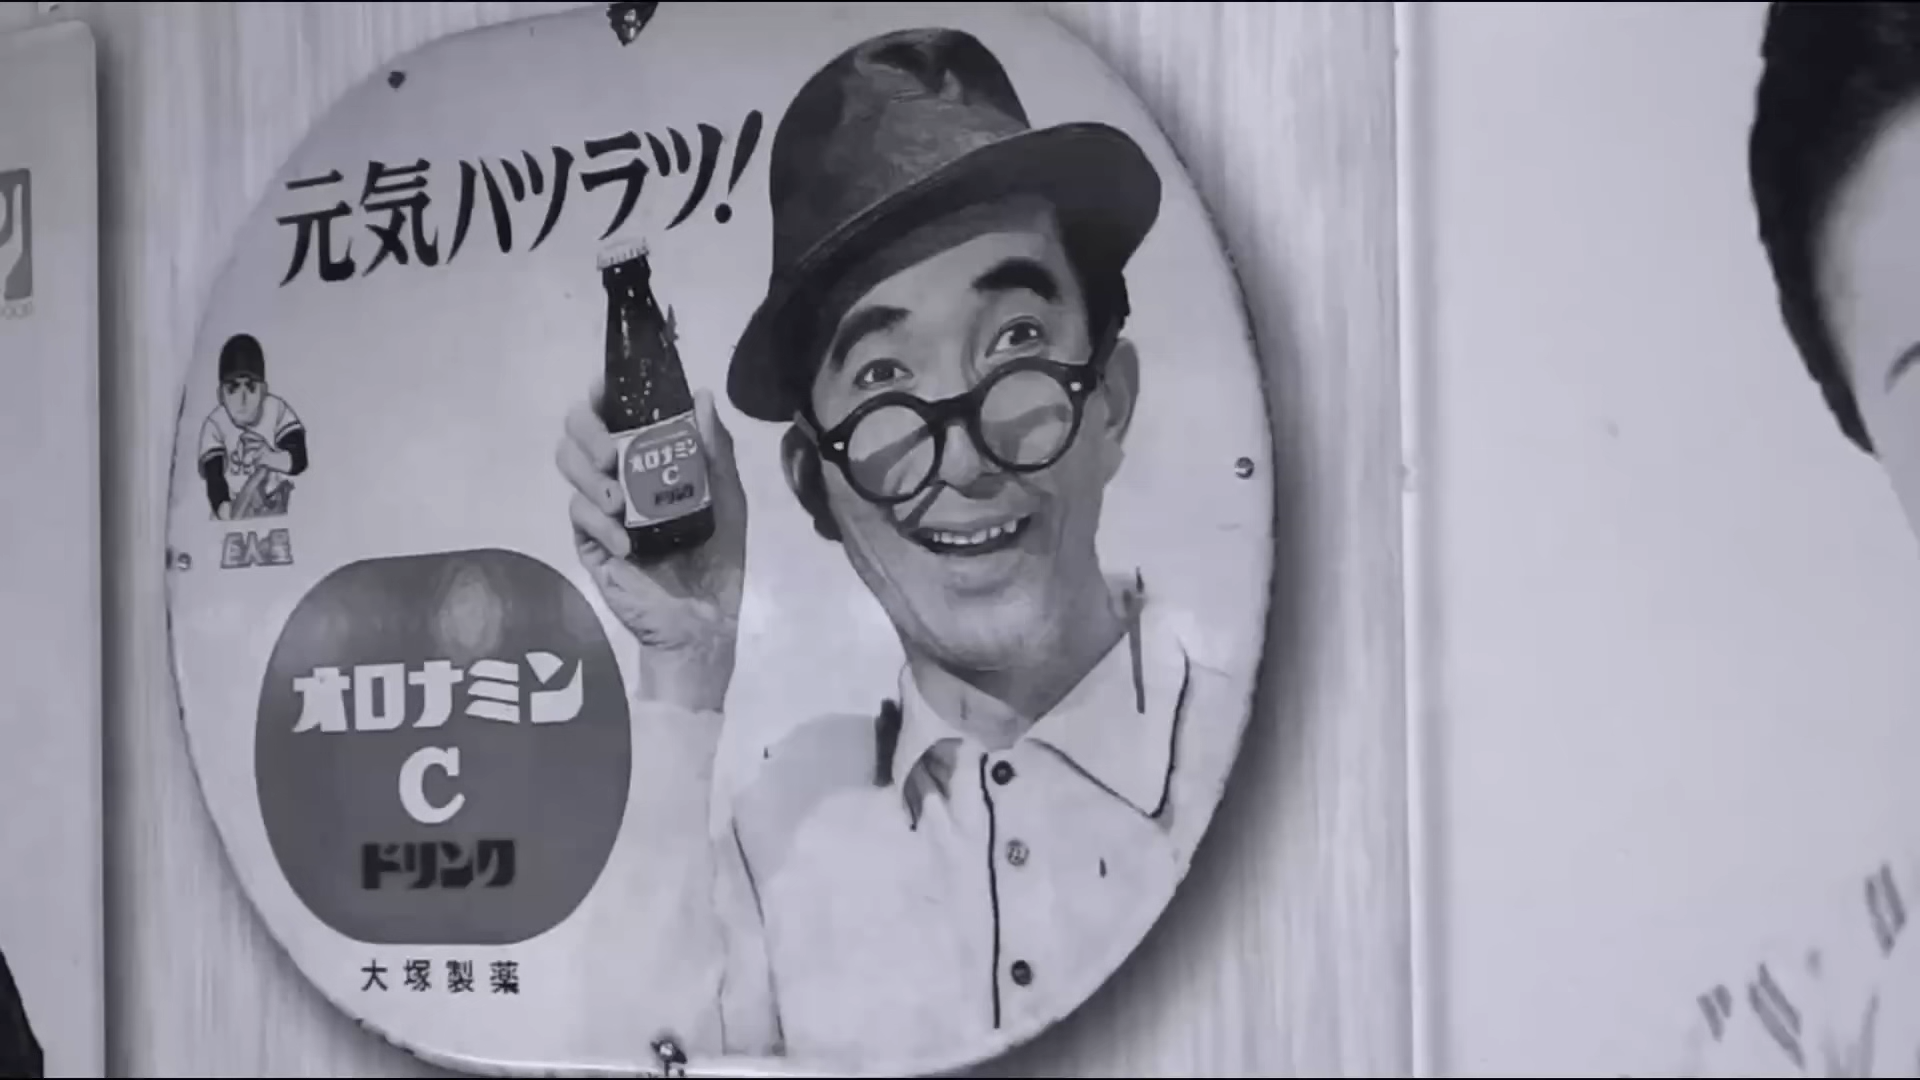 元気ハツラツ!
オロナミン
C
ドリンク
巨人の星
オロナミン
C
ドリンク
大塚製薬